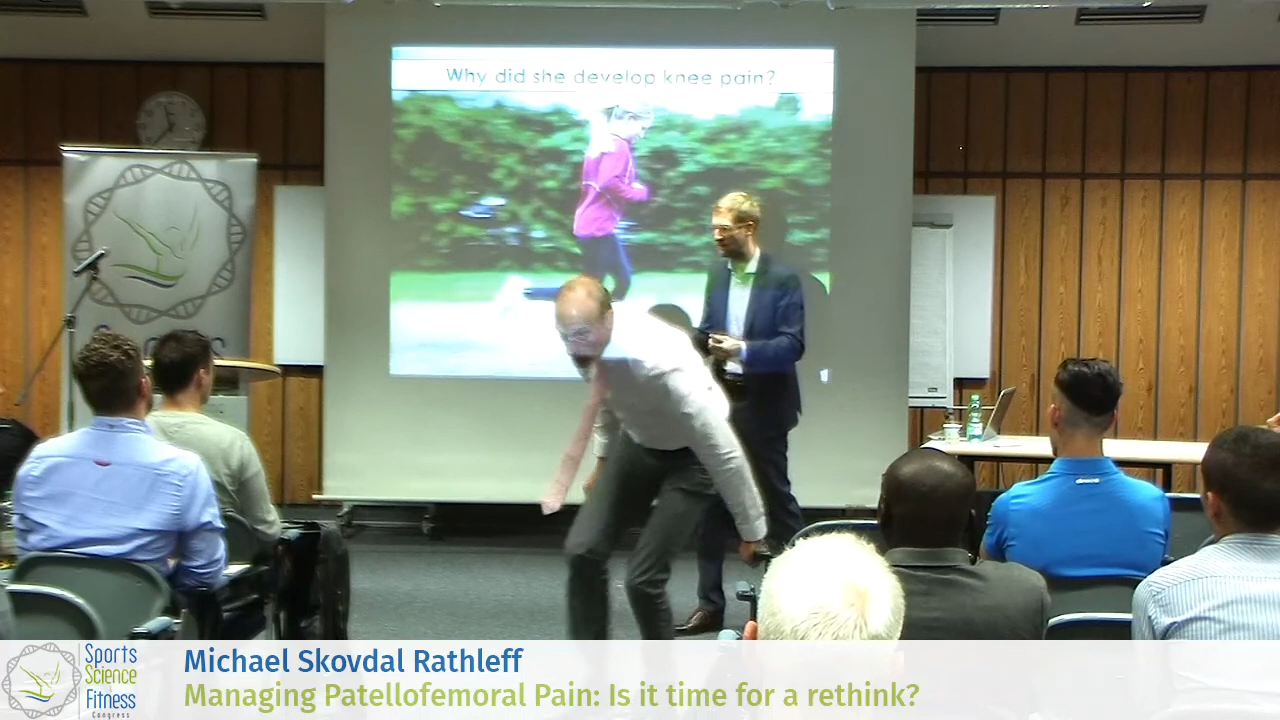 Why did she develop knee pain?
Sports
Science
Fitness
Congress
Michael Skovdal Rathleff
Managing Patellofemoral Pain: Is it time for a rethink?